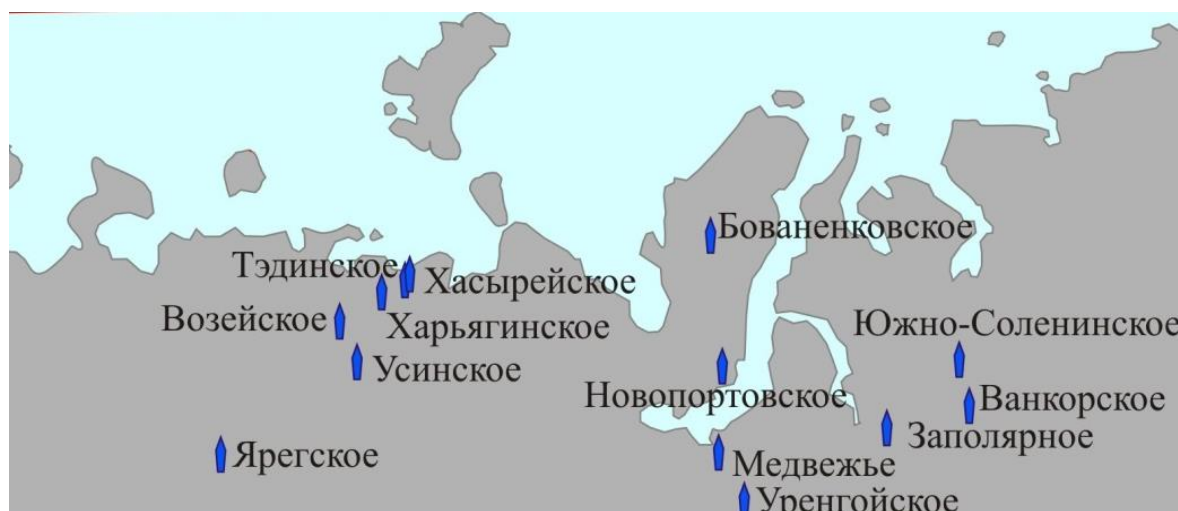 Бованенковское
Тэдинское
Хасырейское
Возейское
Харьягинское
Южно-Соленинское
Усинское
Новопортовское
Ванкорское
Заполярное
Ярегское
Медвежье
Уренгойское